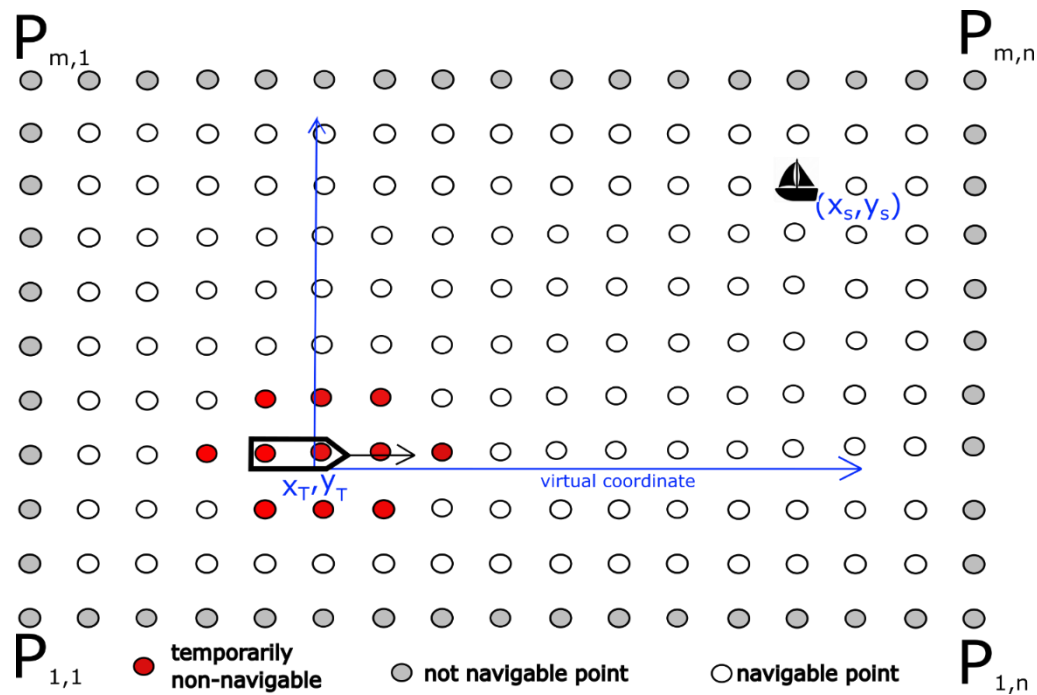 P m,1
P m,n
(x s, y s)
x T, y T
virtual coordinate
P 1,1
temporarily
non-navigable
not navigable point
navigable point
P 1,n